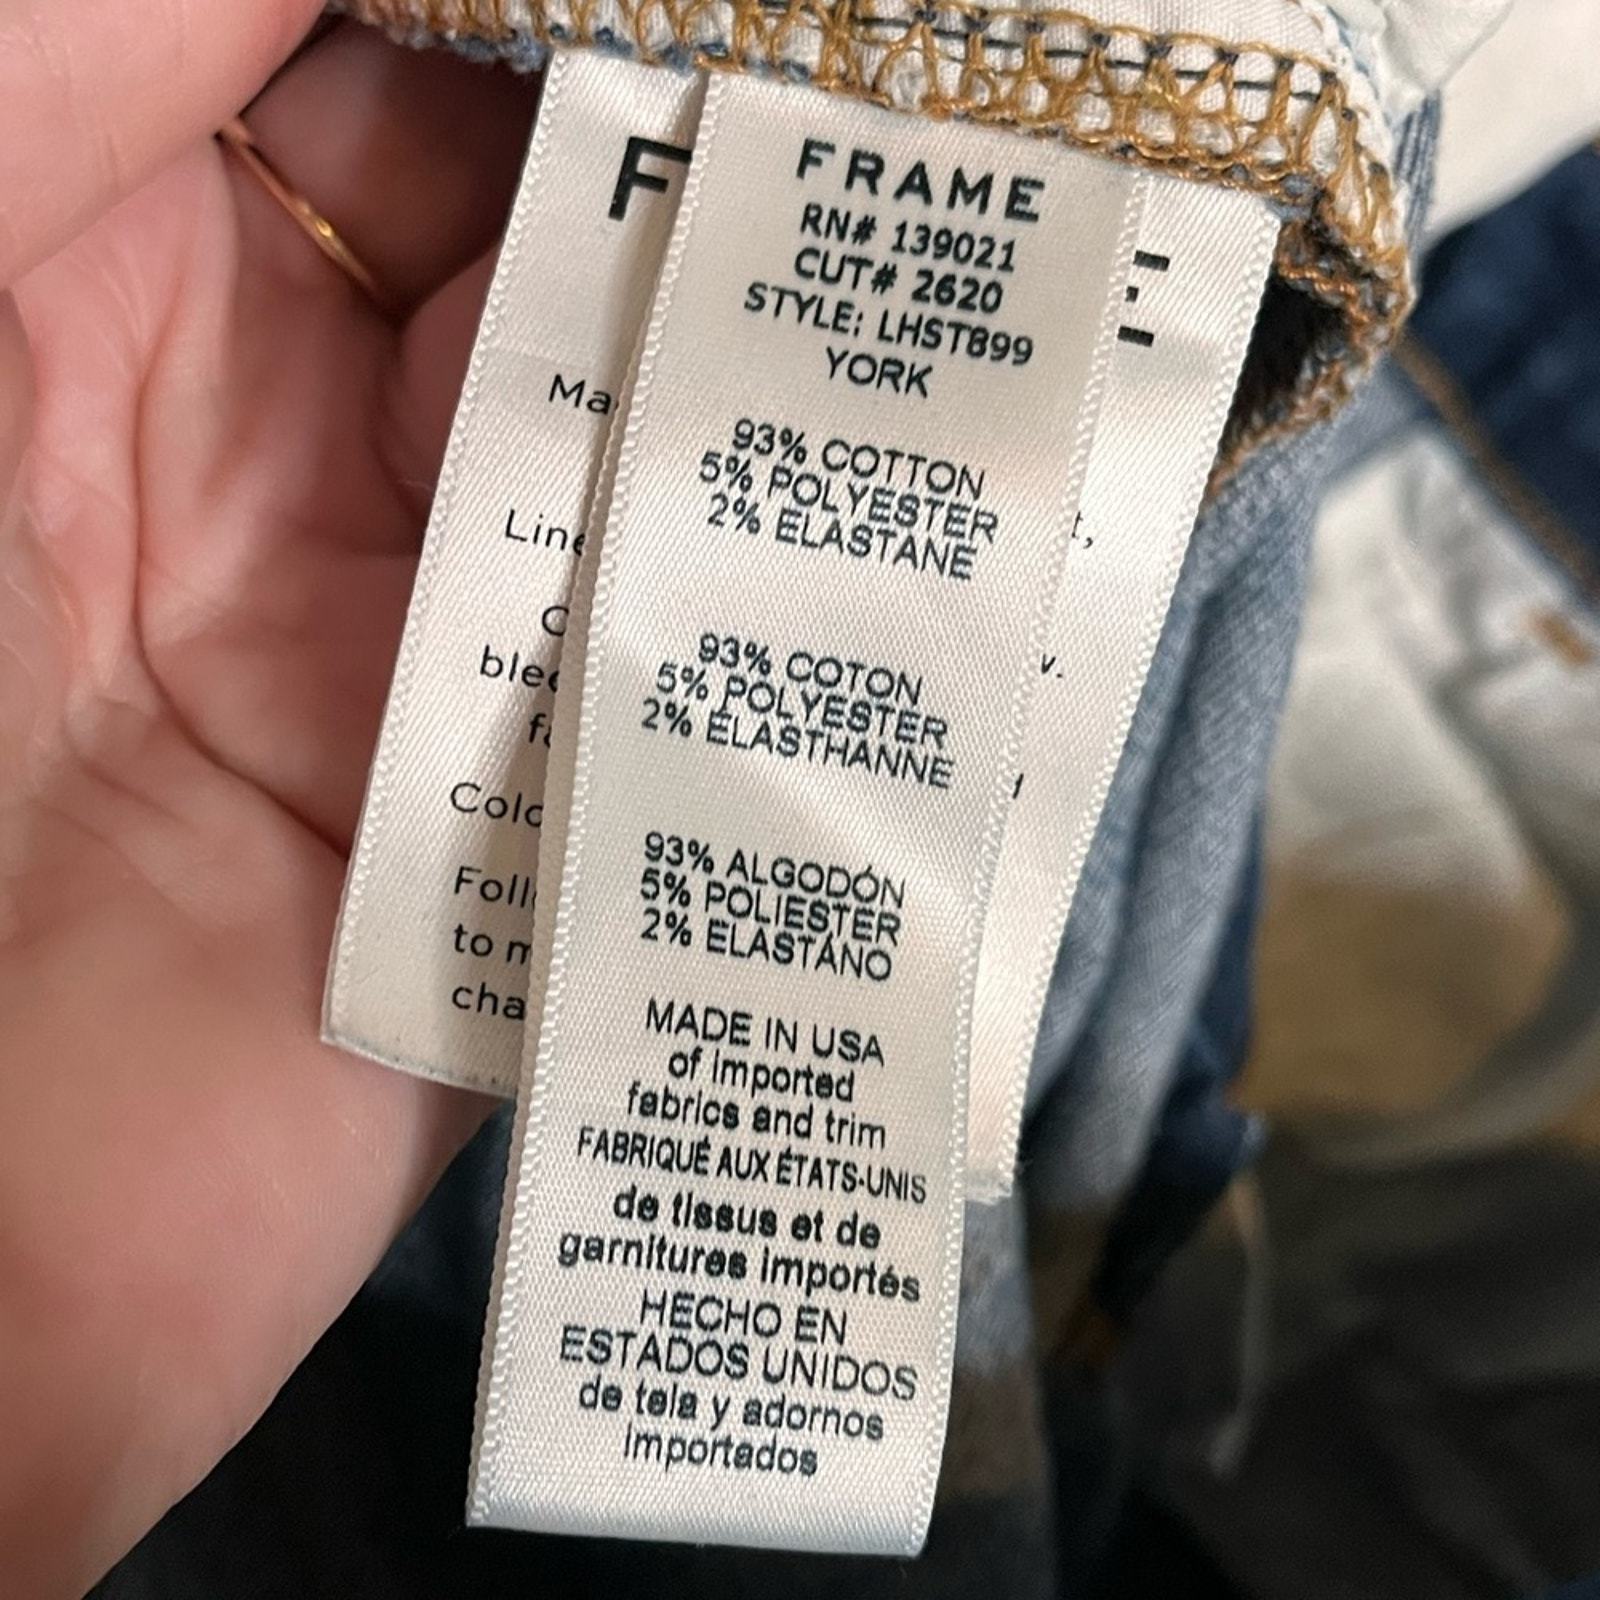 FRAME
RN# 139021
CUT# 2620
STYLE: LHST899
YORK
93% COTTON
5% POLYESTER
2% ELASTANE
93% COTON
5% POLYESTER
2% ÉLASTHANNE
93% ALGODÓN
5% POLIESTER
2% ELASTANO
MADE IN USA
of imported
fabrics and trim
FABRIQUÉ AUX ÉTATS-UNIS
de tissus et de
garnitures importés
HECHO EN
ESTADOS UNIDOS
de tela y adornos
importados